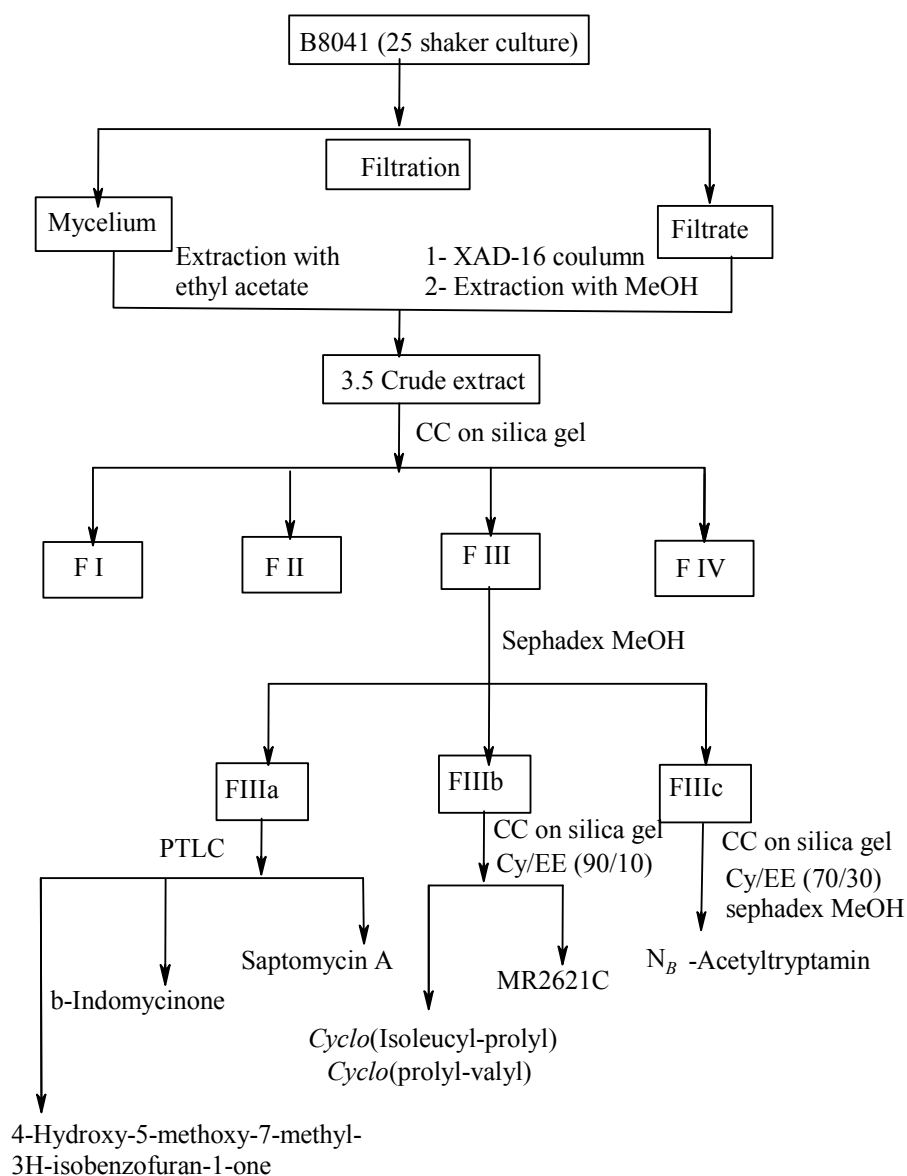 B8041 (25 shaker culture)
Filtration
Mycelium
Filtrate
Extraction with
ethyl acetate
1- XAD-16 coulumn
2- Extraction with MeOH
3.5 Crude extract
CC on silica gel
F I
F II
F III
F IV
Sephadex MeOH
FIIIa
FIIIb
FIIIc
PTLC
CC on silica gel
Cy/EE (90/10)
CC on silica gel
Cy/EE (70/30)
sephadex MeOH
Saptomycin A
b-Indomycinone
MR2621C
N_B -Acetyltryptamin
Cyclo(Isoleucyl-prolyl)
Cyclo(prolyl-valyl)
4-Hydroxy-5-methoxy-7-methyl-
3H-isobenzofuran-1-one